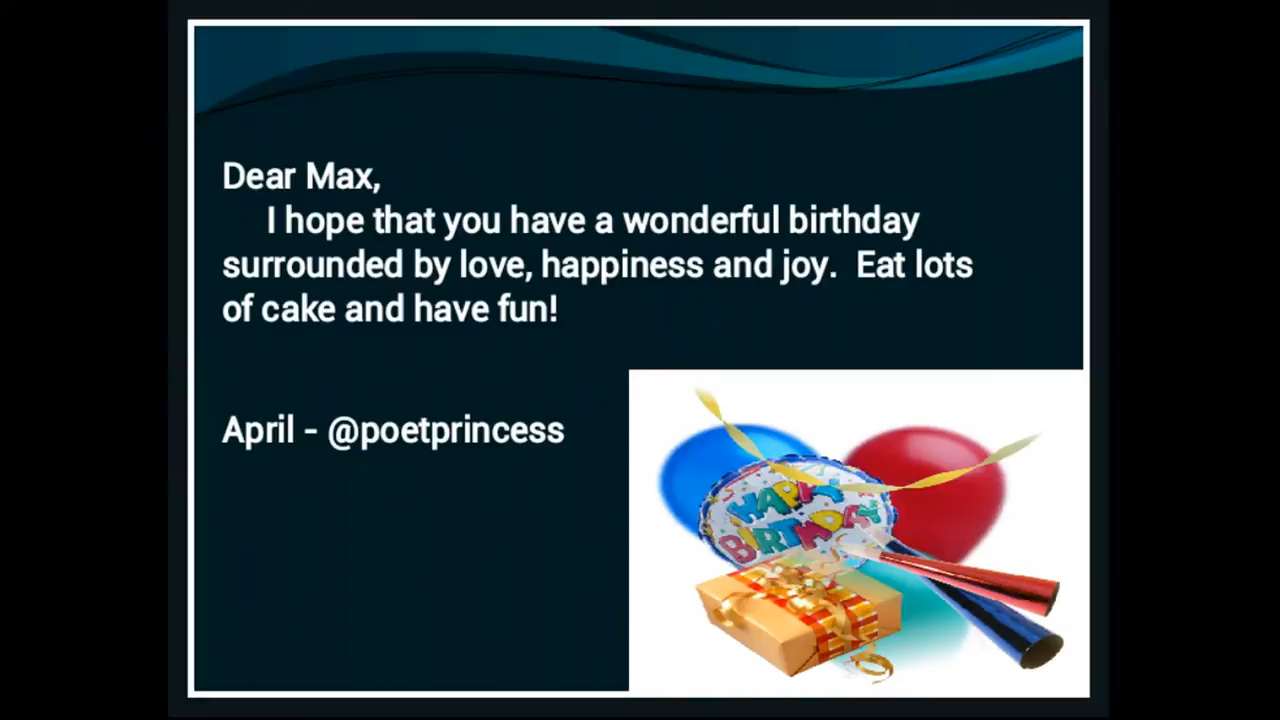 Dear Max,
I hope that you have a wonderful birthday
surrounded by love, happiness and joy.  Eat lots
of cake and have fun!
April - @poetprincess
HAPPY
BIRTHDAY